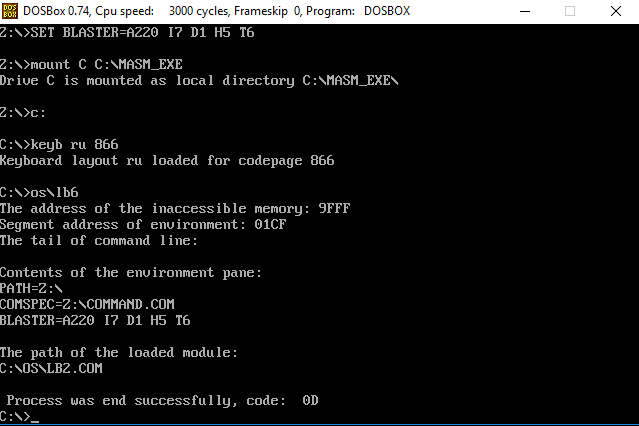 DOSBox 0.74, Cpu speed: 3000 cycles, Frameskip 0, Program: DOSBOX
Z:\>SET BLASTER=A220 I7 D1 H5 T6
Z:\>mount C C:\MASM_EXE
Drive C is mounted as local directory C:\MASM_EXE\
Z:\>c:
C:\>keyb ru 866
Keyboard layout ru loaded for codepage 866
C:\>os\lb6
The address of the inaccessible memory: 9FFF
Segment address of environment: 01CF
The tail of command line:
Contents of the environment pane:
PATH=Z:\
COMSPEC=Z:\COMMAND.COM
BLASTER=A220 I7 D1 H5 T6
The path of the loaded module:
C:\OS\LB2.COM
Process was end successfully, code: 0D
C:\>_